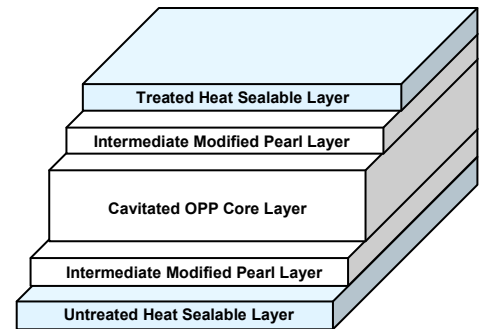 Treated Heat Sealable Layer
Intermediate Modified Pearl Layer
Cavitated OPP Core Layer
Intermediate Modified Pearl Layer
Untreated Heat Sealable Layer